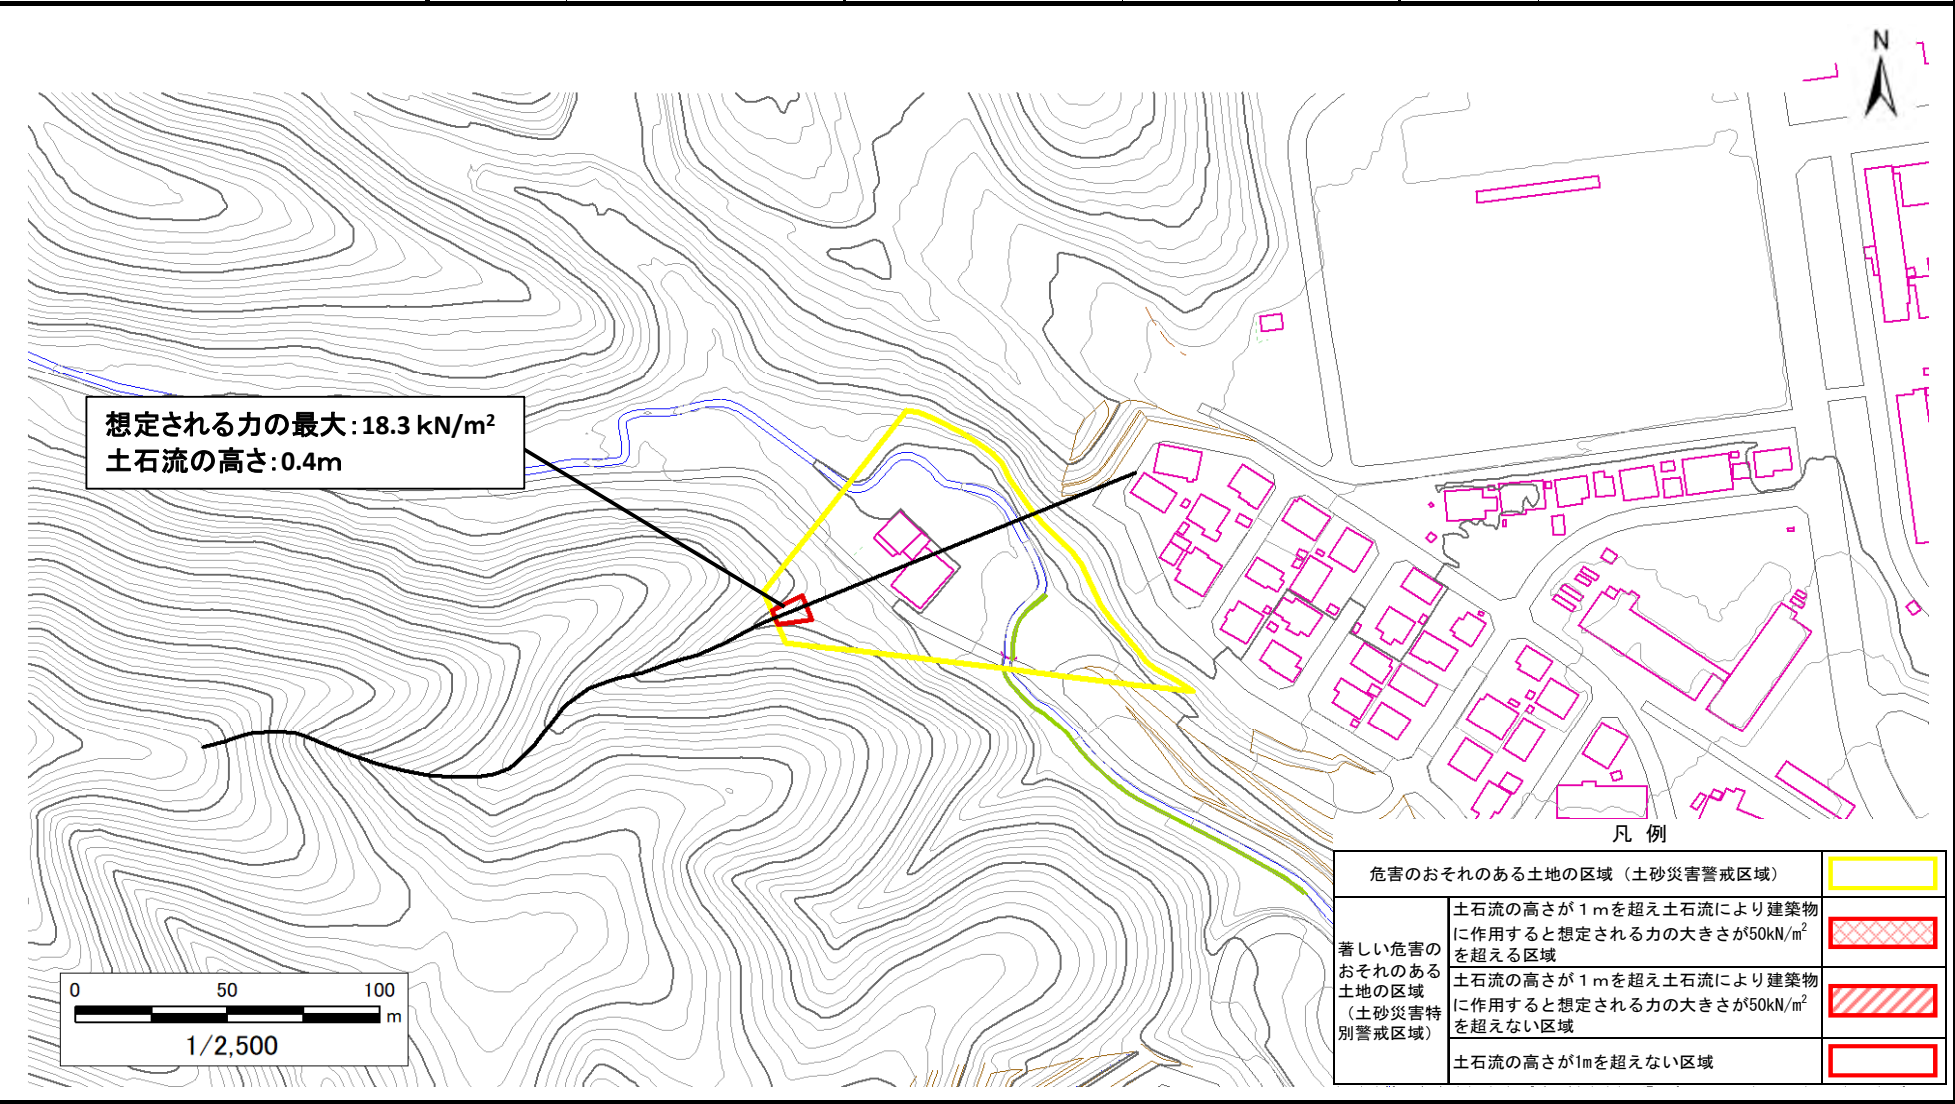 N
想定される力の最大：18.3 kN/m²
土石流の高さ：0.4m
凡 例
危害のおそれのある土地の区域（土砂災害警戒区域）
著しい危害の
おそれのある
土地の区域
（土砂災害特
別警戒区域）
土石流の高さが１ｍを超え土石流により建築物
に作用すると想定される力の大きさが50kN/㎡
を超える区域
土石流の高さが１ｍを超え土石流により建築物
に作用すると想定される力の大きさが50kN/㎡
を超えない区域
土石流の高さが1mを超えない区域
0 50 100
m
1/2,500